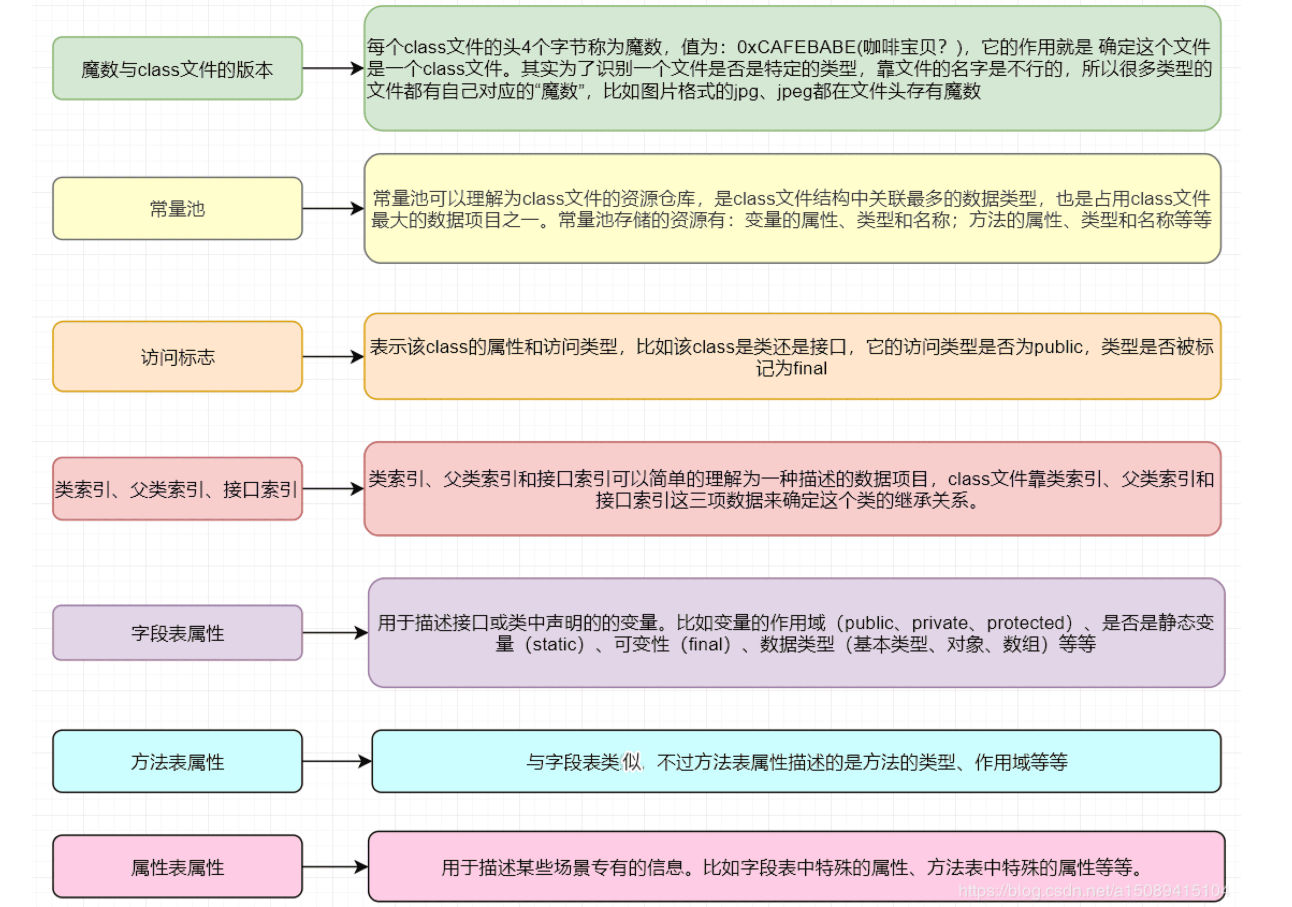 魔数与class文件的版本
每个class文件的头4个字节称为魔数，值为：0xCAFEBABE(咖啡宝贝？)，它的作用就是 确定这个文件
是一个class文件。其实为了识别一个文件是否是特定的类型，靠文件的名字是不行的，所以很多类型的
文件都有自己对应的“魔数”，比如图片格式的jpg、jpeg都在文件头存有魔数
常量池
常量池可以理解为class文件的资源仓库，是class文件结构中关联最多的数据类型，也是占用class文件
最大的数据项目之一。常量池存储的资源有：变量的属性、类型和名称；方法的属性、类型和名称等等
访问标志
表示该class的属性和访问类型，比如该class是类还是接口，它的访问类型是否为public，类型是否被标
记为final
类索引、父类索引、接口索引
类索引、父类索引和接口索引可以简单的理解为一种描述的数据项目，class文件靠类索引、父类索引和
接口索引这三项数据来确定这个类的继承关系。
字段表属性
用于描述接口或类中声明的的变量。比如变量的作用域（public、private、protected）、是否是静态变
量（static）、可变性（final）、数据类型（基本类型、对象、数组）等等
方法表属性
与字段表类似，不过方法表属性描述的是方法的类型、作用域等等
属性表属性
用于描述某些场景专有的信息。比如字段表中特殊的属性、方法表中特殊的属性等等。
https://blog.csdn.net/a15089415104